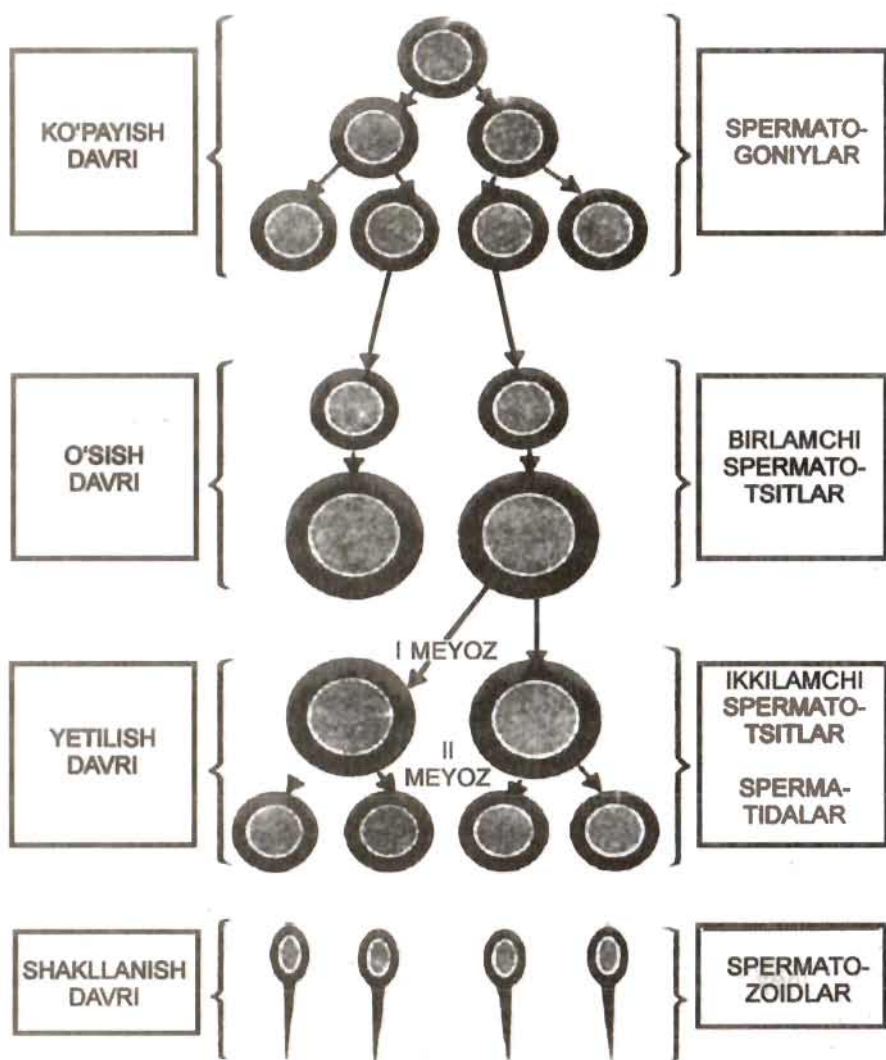 KO'PAYISH
DAVRI
SPERMATO-
GONIYLAR
O'SISH
DAVRI
BIRLAMCHI
SPERMATO-
TSITLAR
I MEYOZ
YETILISH
DAVRI
II
MEYOZ
IKKILAMCHI
SPERMATO-
TSITLAR
SPERMA-
TIDALAR
SHAKLLANISH
DAVRI
SPERMATO-
ZOIDLAR